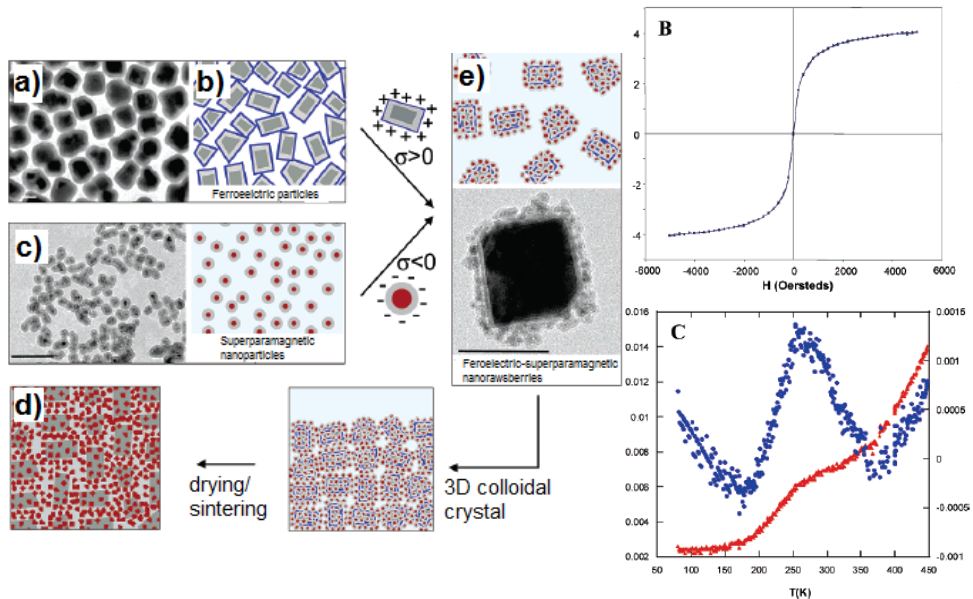 a)
b)
Ferroelctric particles
σ>0
c)
Superparamagnetic
nanoparticles
σ<0
e)
Feroelectric-superparamagnetic
nanorawsberries
d)
drying/
sintering
3D colloidal
crystal
B
4
2
0
-2
-4
-6000 -4000 -2000 0 2000 4000 6000
H (Oersteds)
C
0.016
0.014
0.012
0.01
0.008
0.006
0.004
0.002
0.0015
0.001
0.0005
0
-0.0005
-0.001
50 100 150 200 250 300 350 400 450
T(K)